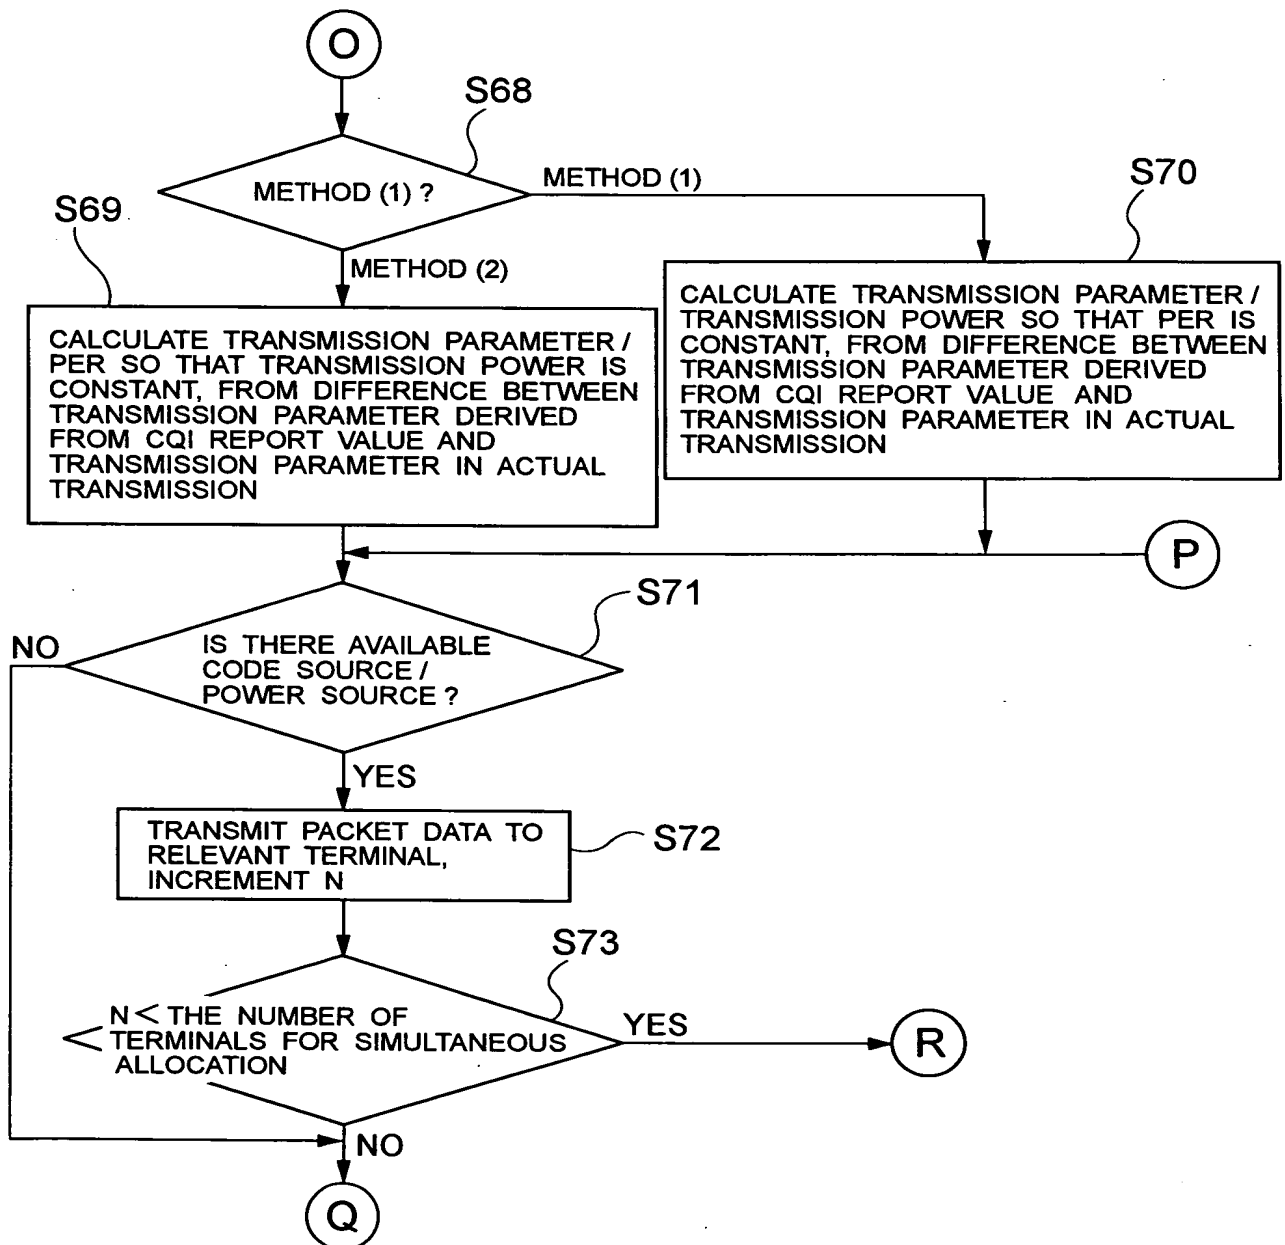 O
S68
METHOD (1) ?
METHOD (1)
S70
S69
METHOD (2)
CALCULATE TRANSMISSION PARAMETER /
PER SO THAT TRANSMISSION POWER IS
CONSTANT, FROM DIFFERENCE BETWEEN
TRANSMISSION PARAMETER DERIVED
FROM CQI REPORT VALUE AND
TRANSMISSION PARAMETER IN ACTUAL
TRANSMISSION
CALCULATE TRANSMISSION PARAMETER /
TRANSMISSION POWER SO THAT PER IS
CONSTANT, FROM DIFFERENCE BETWEEN
TRANSMISSION PARAMETER DERIVED
FROM CQI REPORT VALUE AND
TRANSMISSION PARAMETER IN ACTUAL
TRANSMISSION
P
S71
NO
IS THERE AVAILABLE
CODE SOURCE /
POWER SOURCE ?
YES
TRANSMIT PACKET DATA TO
RELEVANT TERMINAL,
INCREMENT N
S72
S73
N < THE NUMBER OF
TERMINALS FOR SIMULTANEOUS
ALLOCATION
YES
R
NO
Q